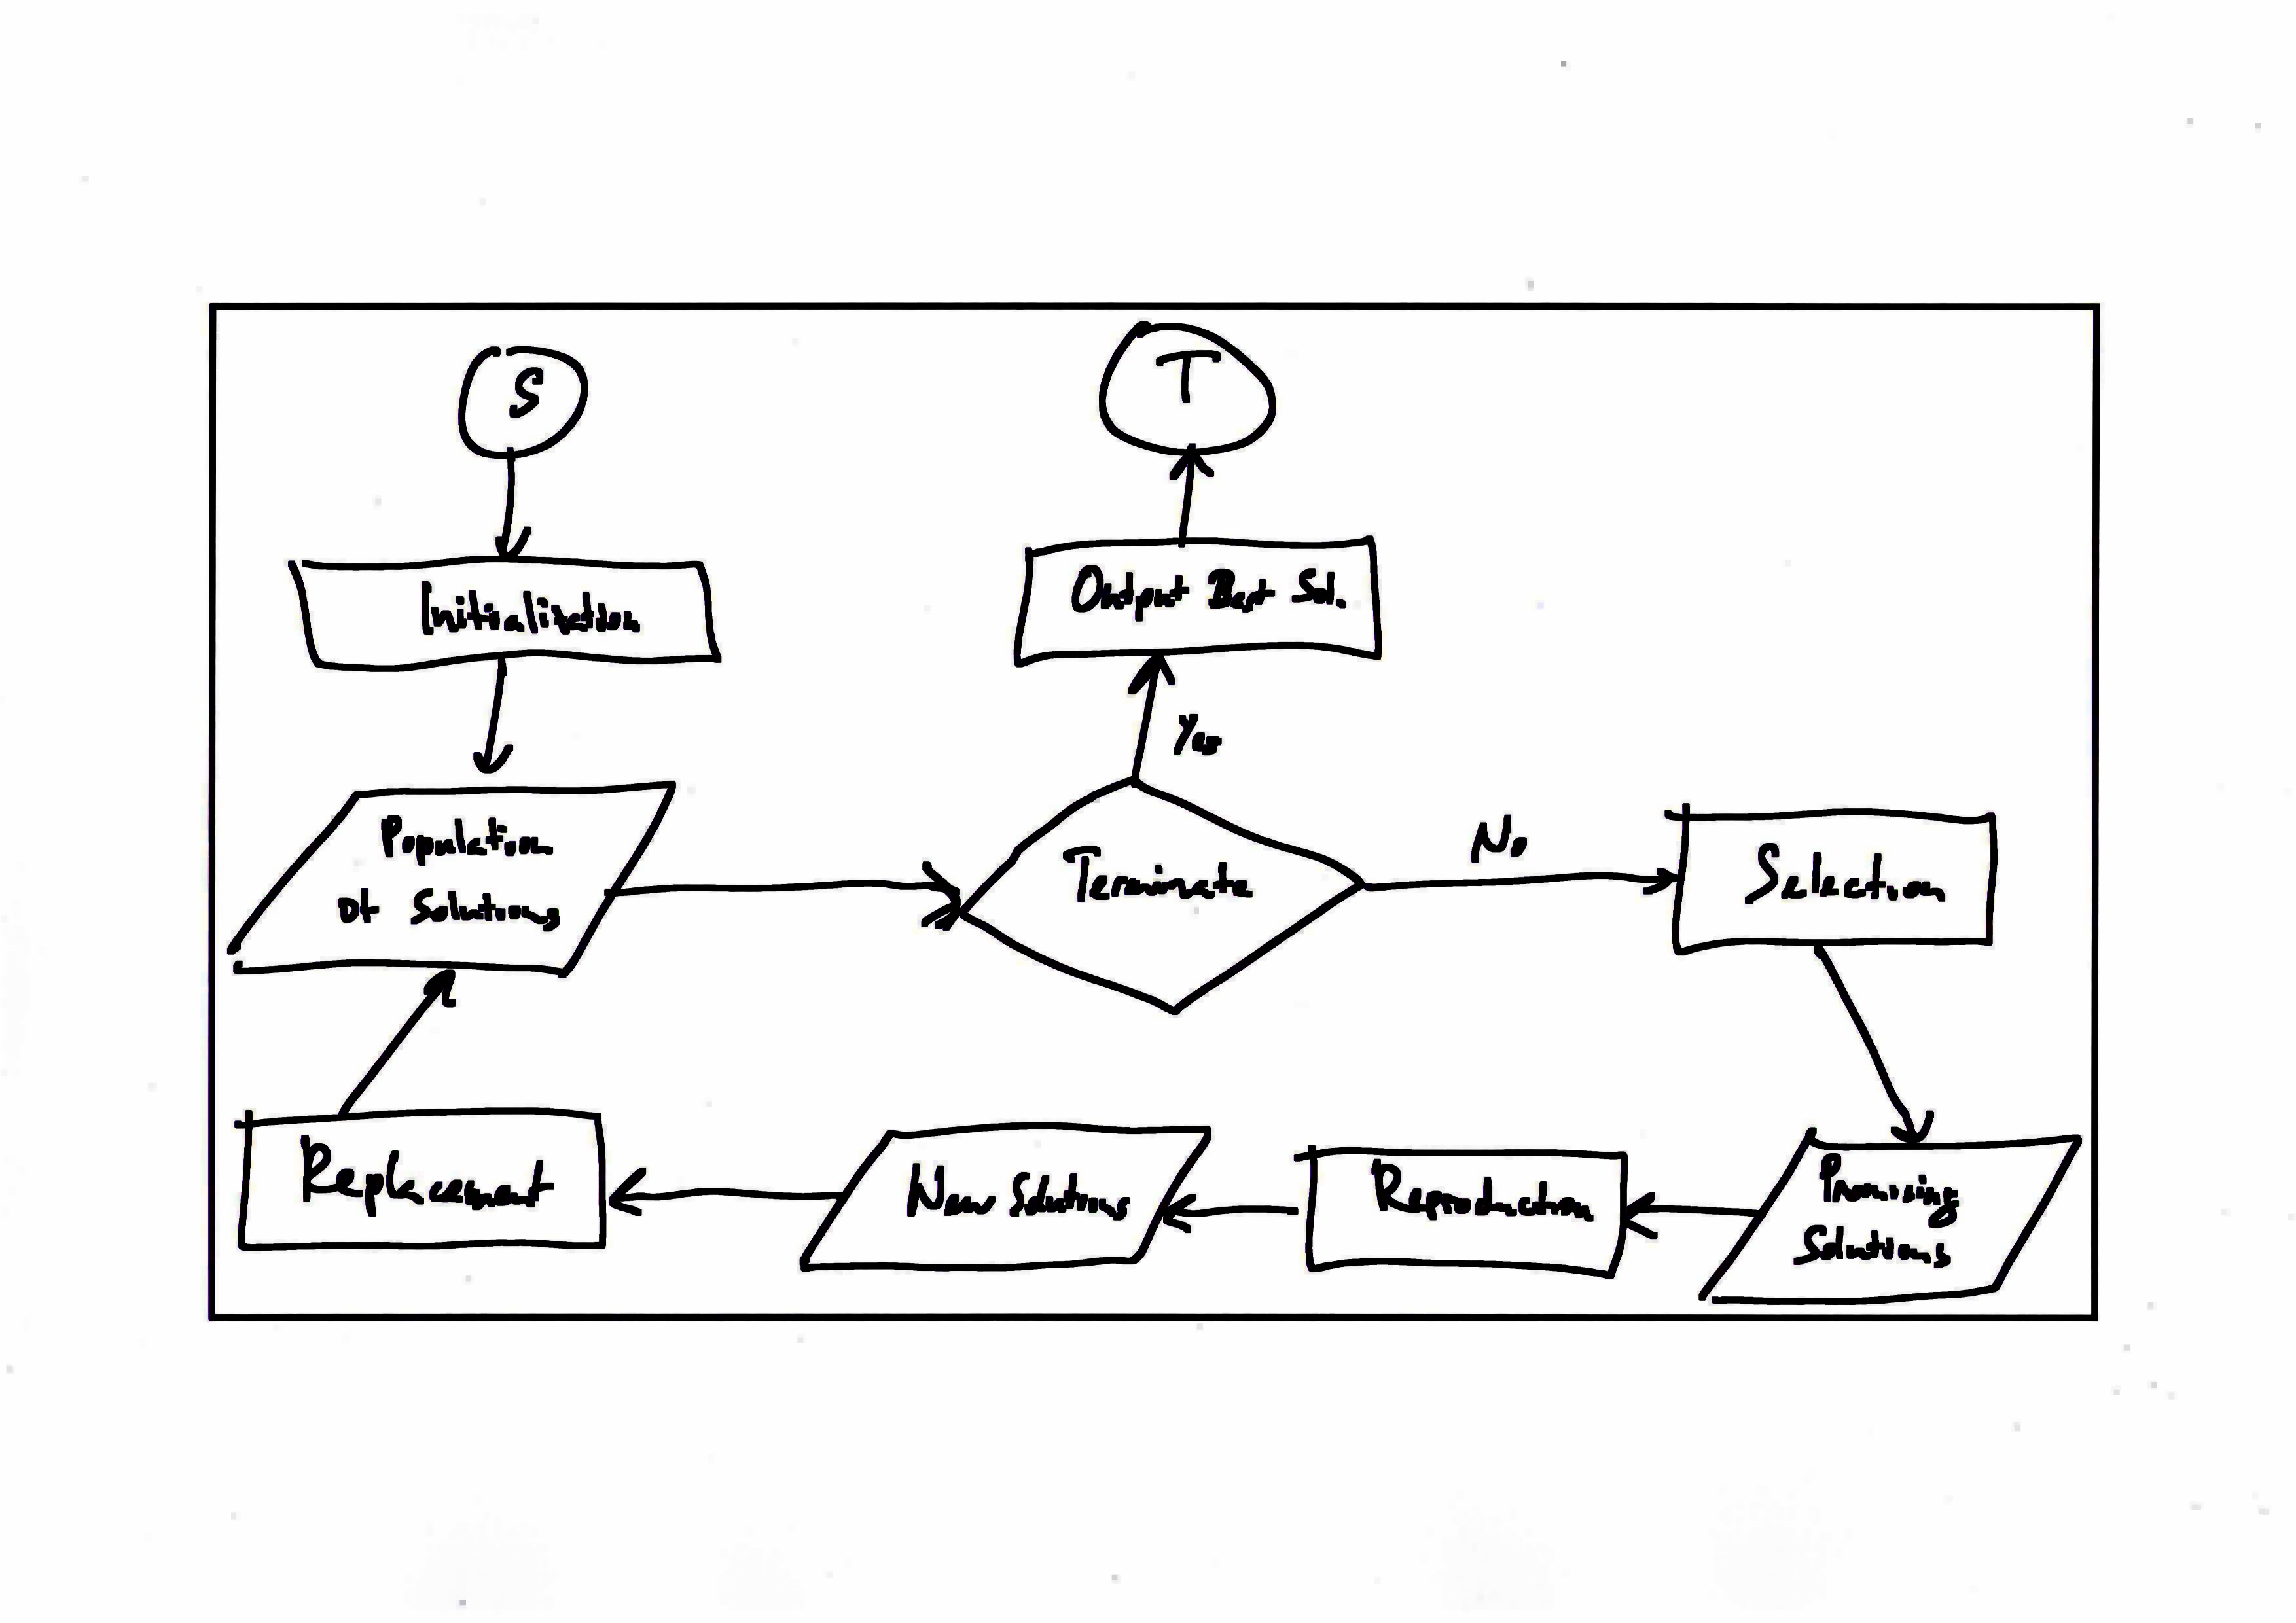 S
T
Initialization
Output Best Sol.
Yes
Population
of Solutions
Terminate
No
Selection
Replacement
New Solutions
Reproduction
Promising
Solutions